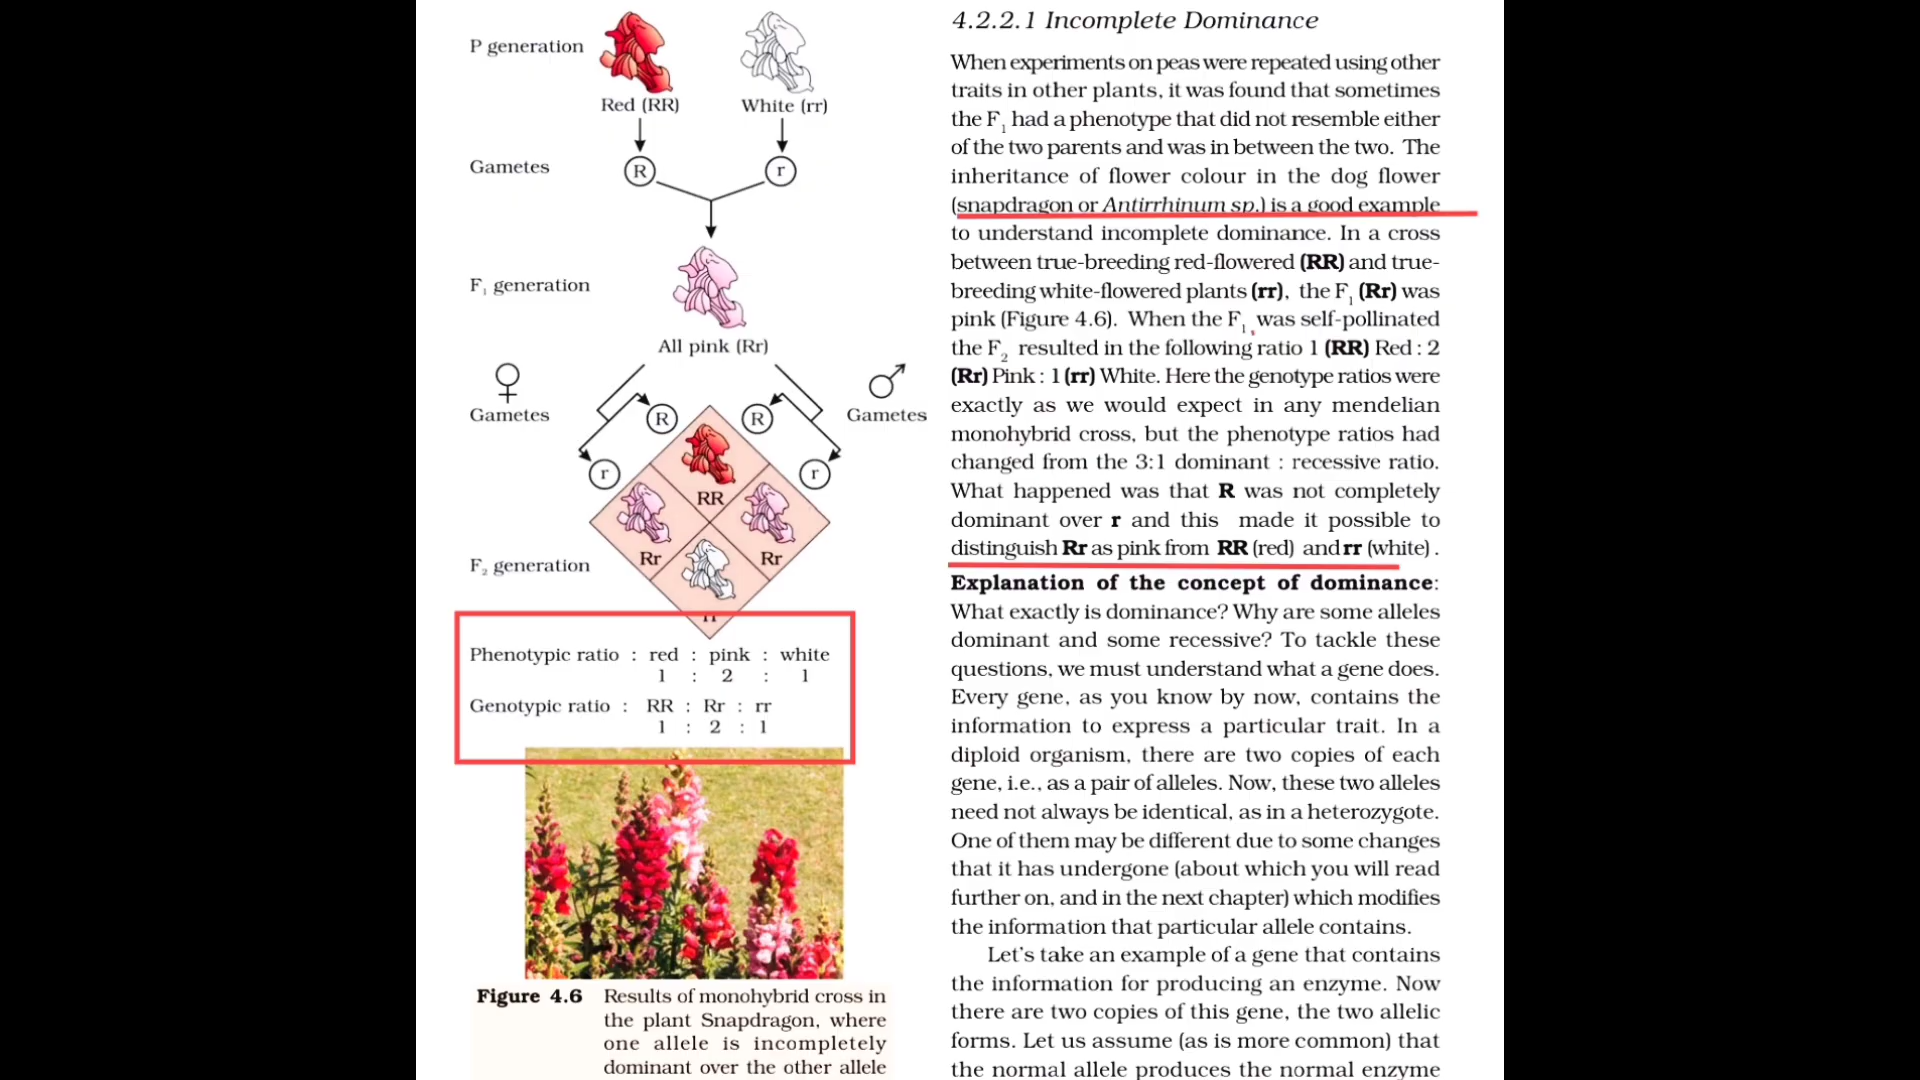 P generation
Red (RR)
White (rr)
Gametes
R
r
F1 generation
All pink (Rr)
Gametes
Gametes
R
R
r
r
RR
Rr
Rr
F2 generation
rr
Phenotypic ratio : red : pink : white
1 : 2 : 1
Genotypic ratio : RR : Rr : rr
1 : 2 : 1
Figure 4.6 Results of monohybrid cross in
the plant Snapdragon, where
one allele is incompletely
dominant over the other allele
4.2.2.1 Incomplete Dominance
When experiments on peas were repeated using other
traits in other plants, it was found that sometimes
the F1 had a phenotype that did not resemble either
of the two parents and was in between the two. The
inheritance of flower colour in the dog flower
(snapdragon or Antirrhinum sp.) is a good example
to understand incomplete dominance. In a cross
between true-breeding red-flowered (RR) and true-
breeding white-flowered plants (rr), the F1 (Rr) was
pink (Figure 4.6). When the F1 was self-pollinated
the F2 resulted in the following ratio 1 (RR) Red : 2
(Rr) Pink : 1 (rr) White. Here the genotype ratios were
exactly as we would expect in any mendelian
monohybrid cross, but the phenotype ratios had
changed from the 3:1 dominant : recessive ratio.
What happened was that R was not completely
dominant over r and this made it possible to
distinguish Rr as pink from RR (red) and rr (white) .
Explanation of the concept of dominance:
What exactly is dominance? Why are some alleles
dominant and some recessive? To tackle these
questions, we must understand what a gene does.
Every gene, as you know by now, contains the
information to express a particular trait. In a
diploid organism, there are two copies of each
gene, i.e., as a pair of alleles. Now, these two alleles
need not always be identical, as in a heterozygote.
One of them may be different due to some changes
that it has undergone (about which you will read
further on, and in the next chapter) which modifies
the information that particular allele contains.
Let's take an example of a gene that contains
the information for producing an enzyme. Now
there are two copies of this gene, the two allelic
forms. Let us assume (as is more common) that
the normal allele produces the normal enzyme